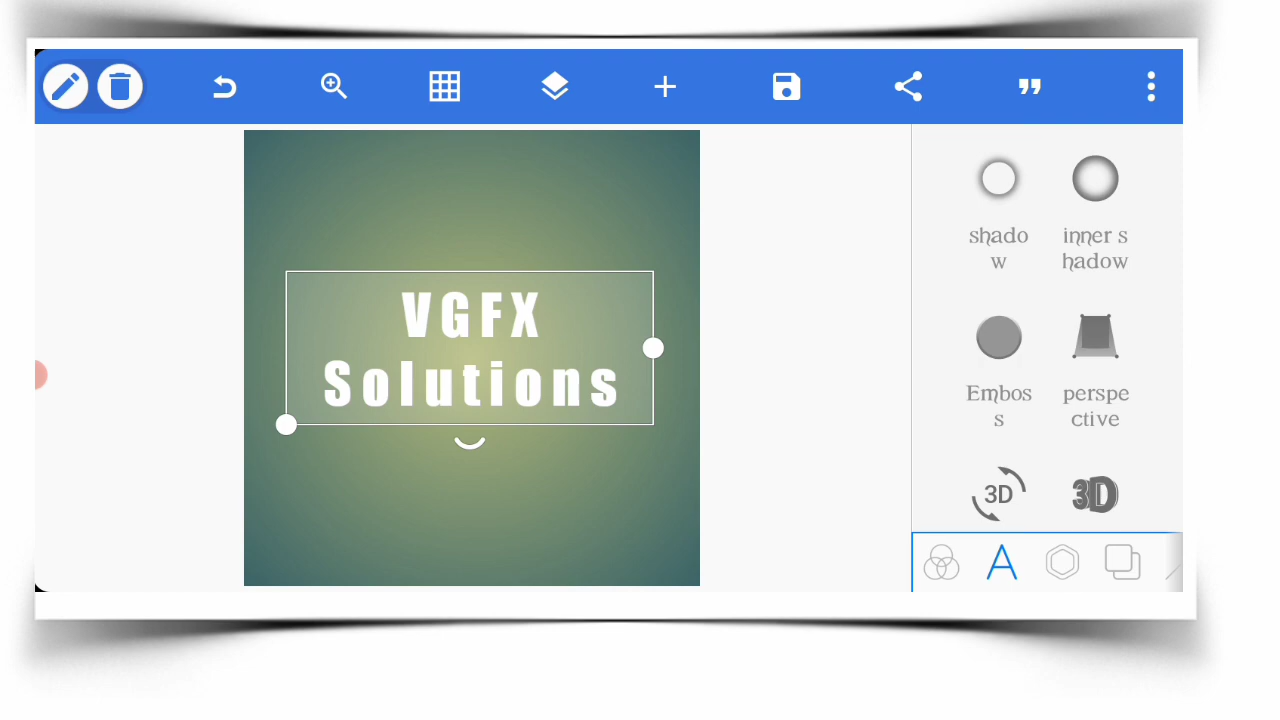 VGFX
Solutions
shado
w
inner s
hadow
Embos
s
perspe
ctive
3D
3D